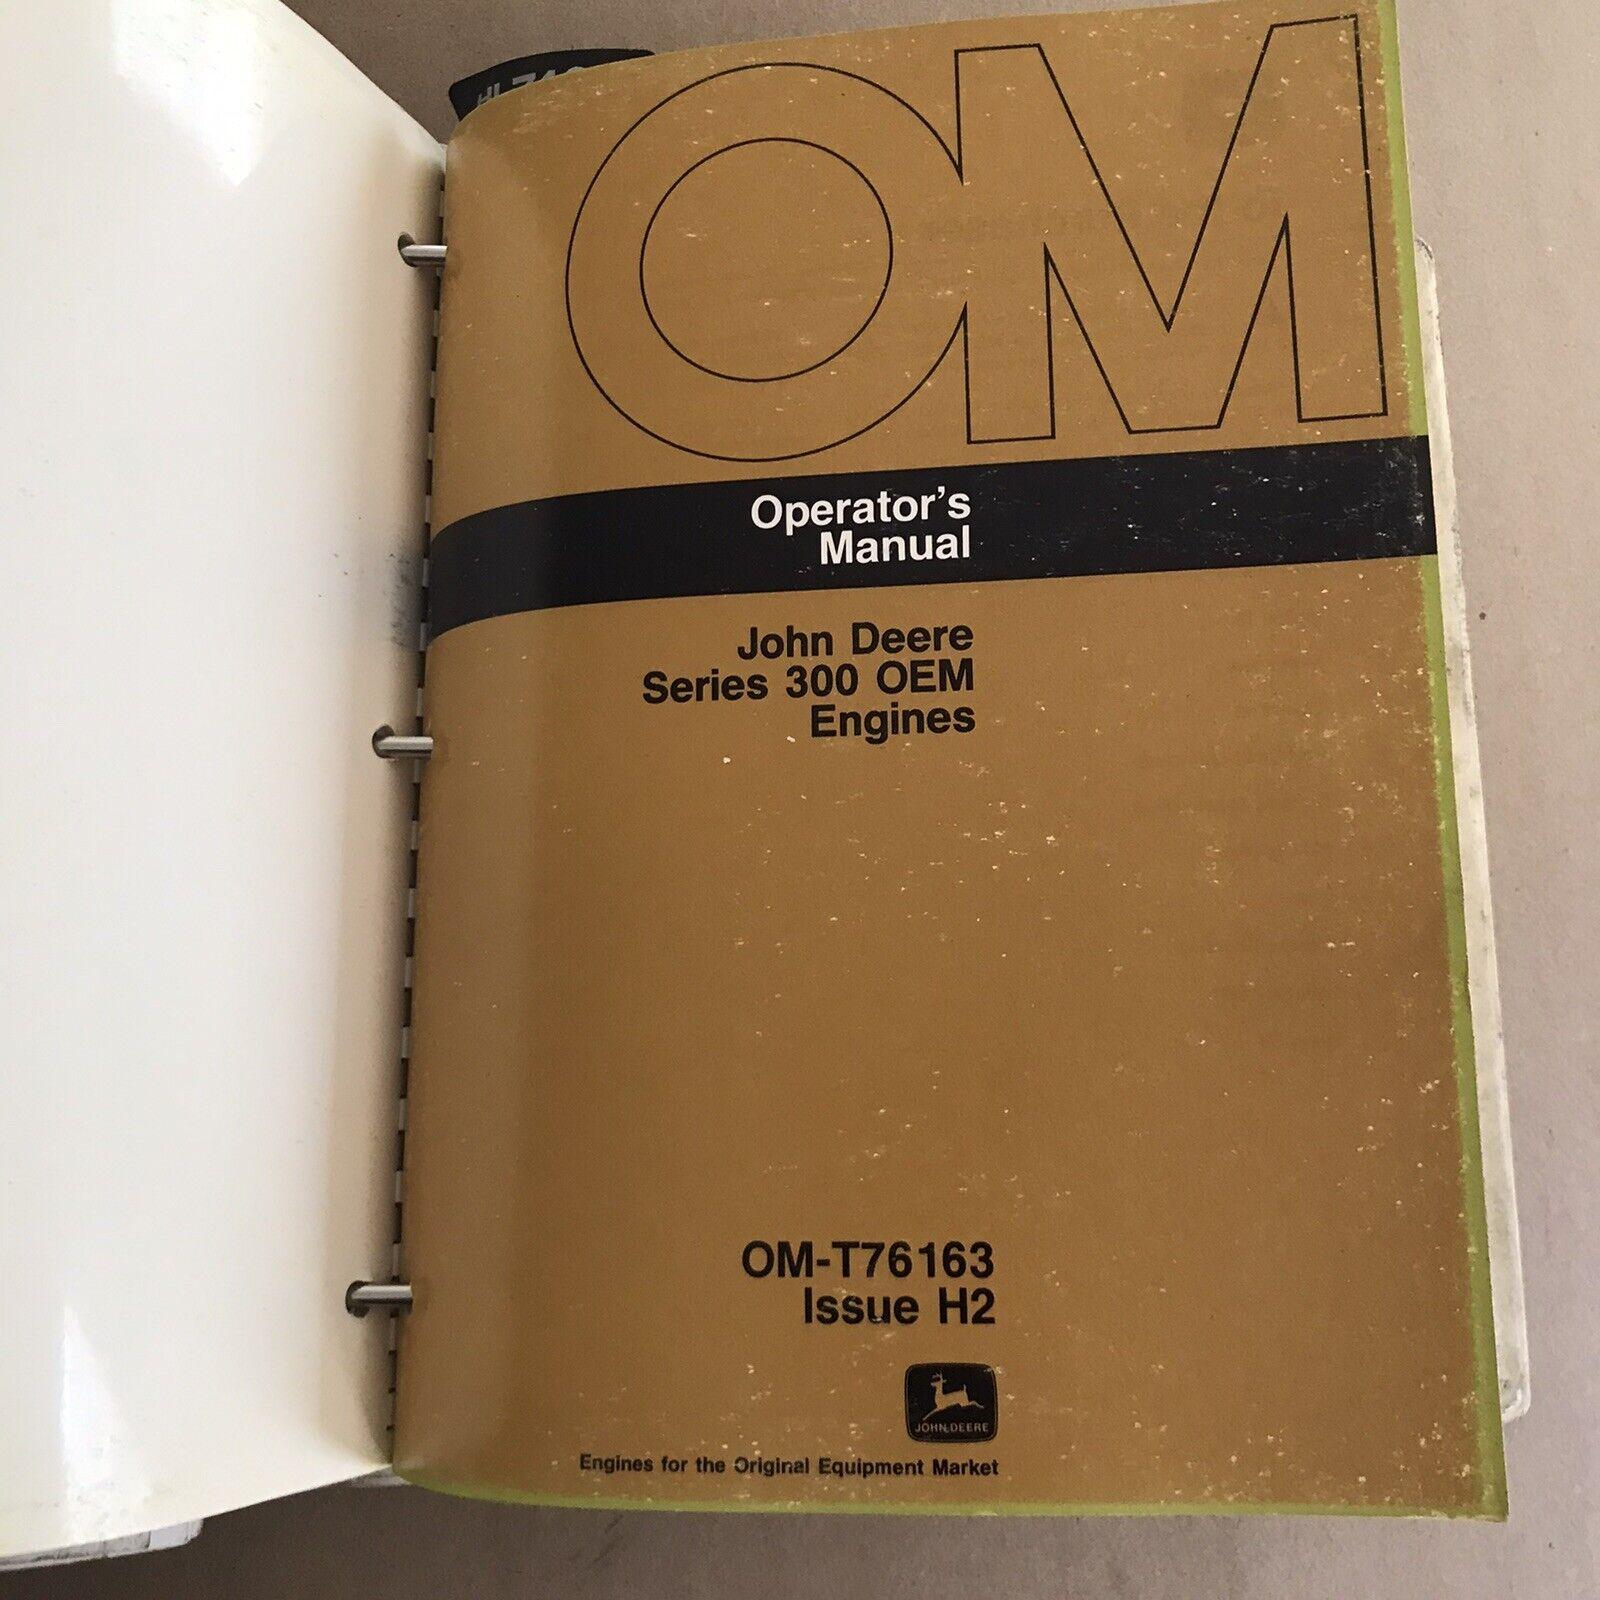 OM
Operator's
Manual
John Deere
Series 300 OEM
Engines
OM-T76163
Issue H2
JOHN DEERE
Engines for the Original Equipment Market